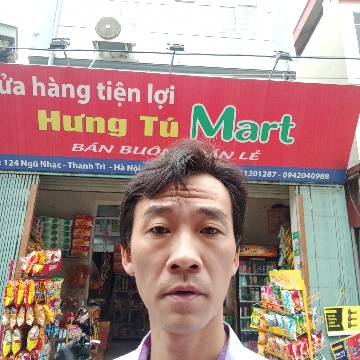 ửa hàng tiện lợi
Hưng Tú Mart
BÁN BUÔN ÁN LẺ
124 Ngũ Nhạc - Thanh Trì - Hà Nội 1301287 - 0942040988